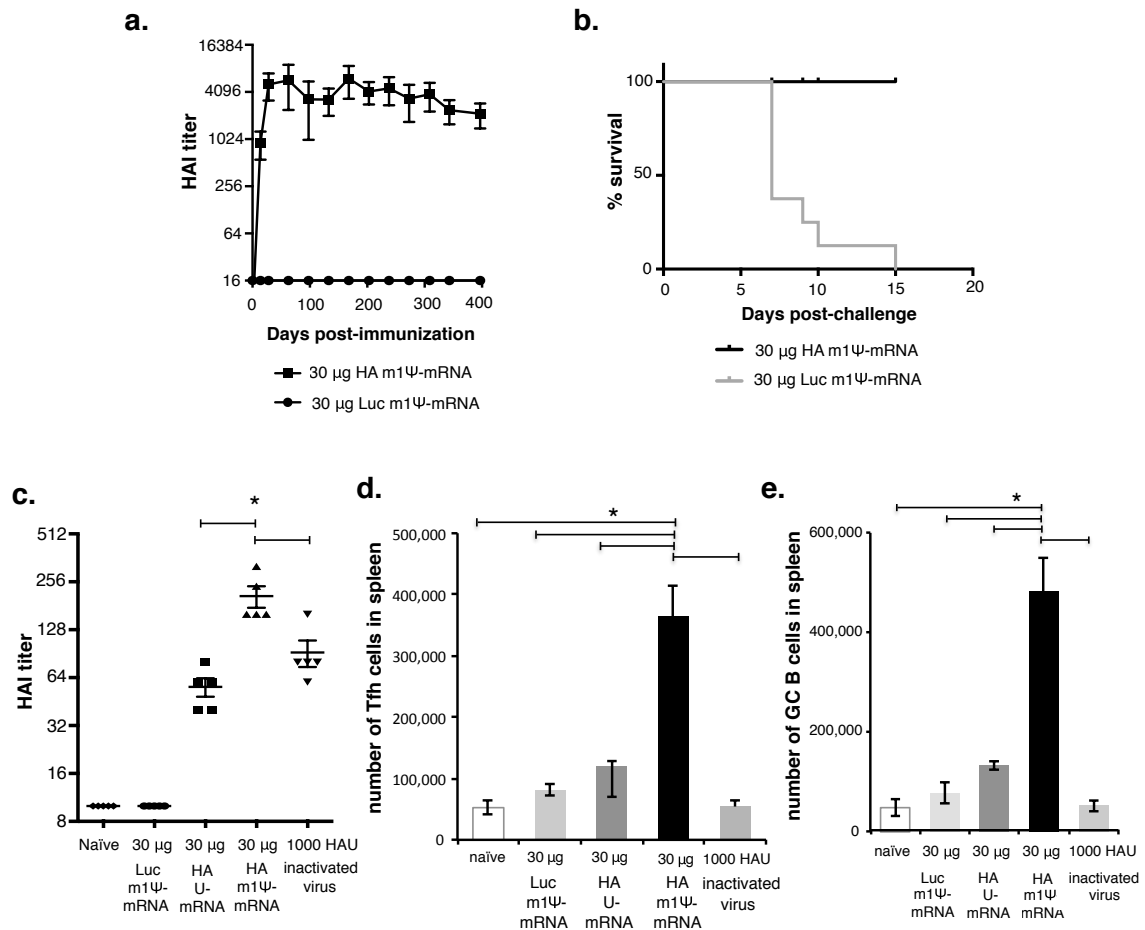 a.
16384
4096
1024
256
64
16
HAI titer
0
100
200
300
400
Days post-immunization
30 µg HA m1Ψ-mRNA
30 µg Luc m1Ψ-mRNA
b.
100
50
0
% survival
0
5
10
15
20
Days post-challenge
30 µg HA m1Ψ-mRNA
30 µg Luc m1Ψ-mRNA
c.
*
512
256
128
64
32
16
8
HAI titer
Naïve
30 µg
Luc
m1Ψ-
mRNA
30 µg
HA
U-
mRNA
30 µg
HA
m1Ψ-
mRNA
1000 HAU
inactivated
virus
d.
*
500,000
400,000
300,000
200,000
100,000
0
number of Tfh cells in spleen
naïve
30 µg
Luc
m1Ψ-
mRNA
30 µg
HA
U-
mRNA
30 µg
HA
m1Ψ-
mRNA
1000 HAU
inactivated
virus
e.
*
600,000
400,000
200,000
0
number of GC B cells in spleen
naïve
30 µg
Luc
m1Ψ-
mRNA
30 µg
HA
U-
mRNA
30 µg
HA
m1Ψ
mRNA
1000 HAU
inactivated
virus